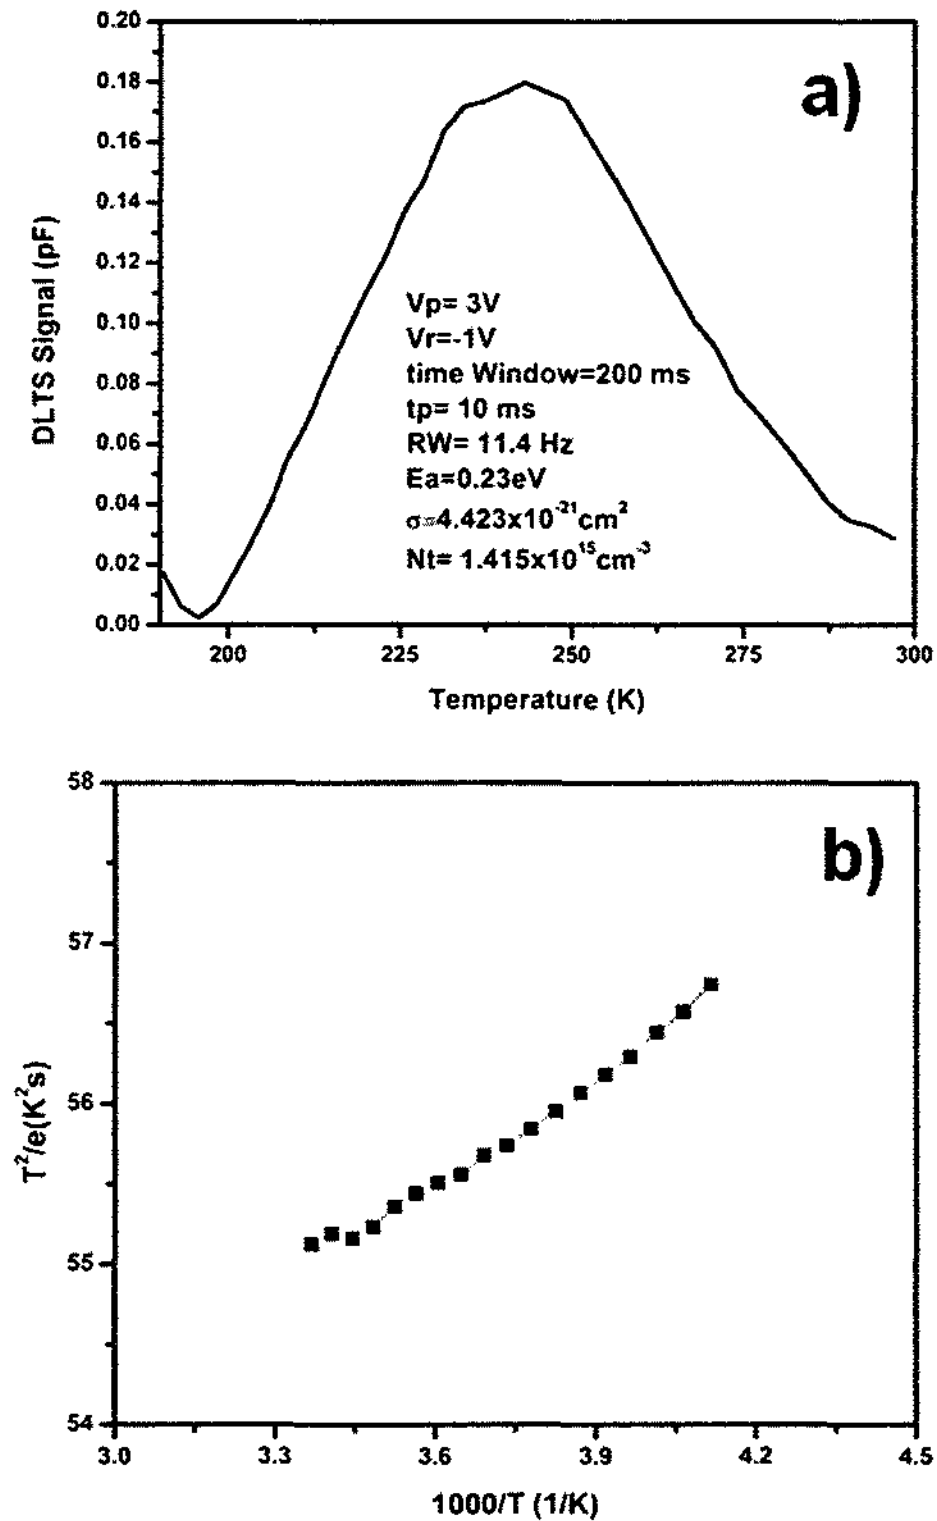 0.20
a)
0.18
0.16
0.14
0.12
0.10
0.08
0.06
0.04
0.02
0.00
DLTS Signal (pF)
Vp= 3V
Vr=-1V
time Window=200 ms
tp= 10 ms
RW= 11.4 Hz
Ea=0.23eV
σ=4.423x10⁻²¹cm²
Nt= 1.415x10¹⁵cm⁻³
200 225 250 275 300
Temperature (K)
58
b)
57
56
55
54
T²/e(K²s)
3.0 3.3 3.6 3.9 4.2 4.5
1000/T (1/K)